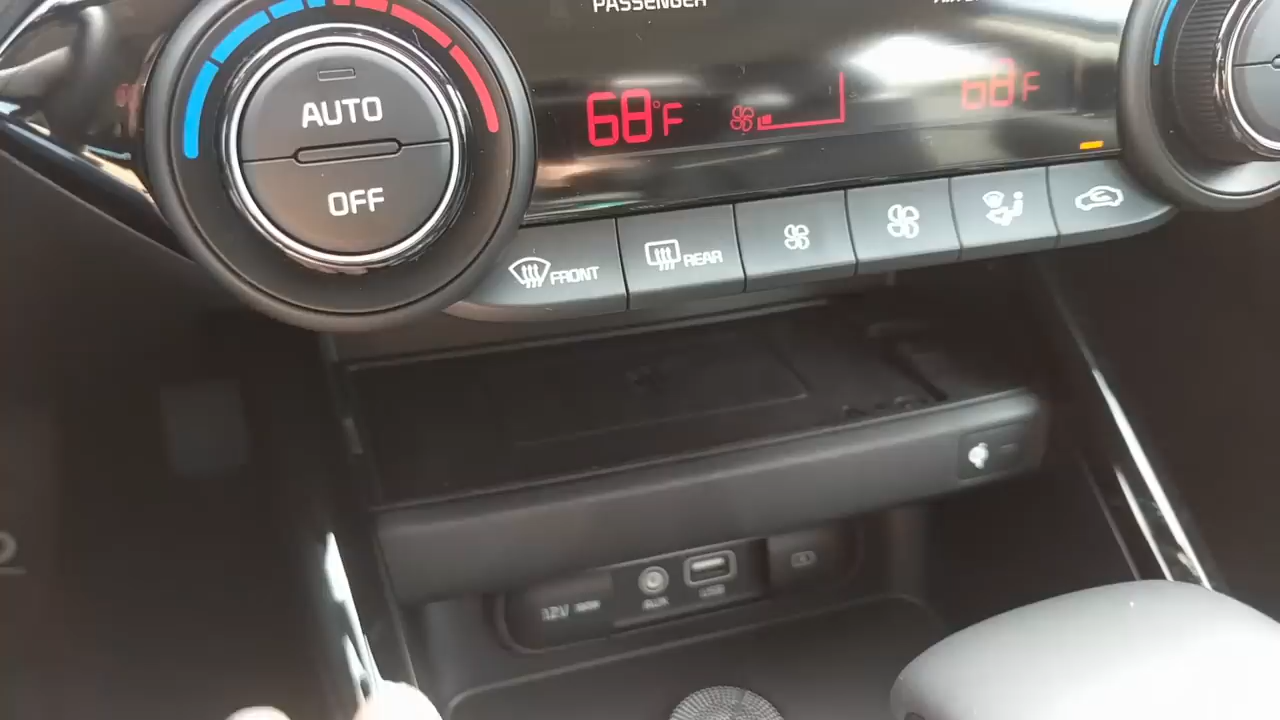 PASSENGER
AUTO
OFF
68°F
68°F
FRONT
REAR
12V
AUX
USB